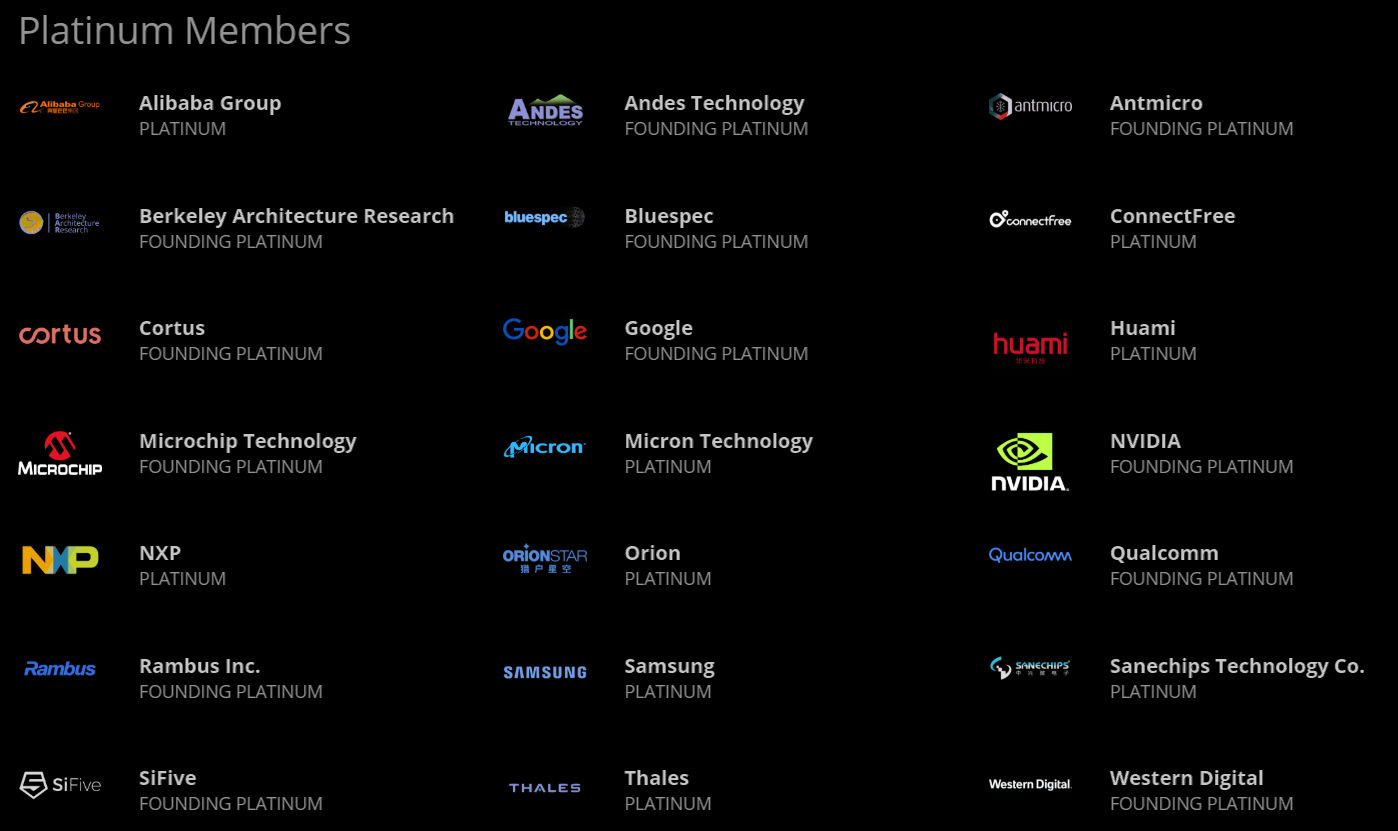 Platinum Members
Alibaba Group
Alibaba Group
PLATINUM
ANDES
TECHNOLOGY
Andes Technology
FOUNDING PLATINUM
antmicro
Antmicro
FOUNDING PLATINUM
Berkeley
Architecture
Research
Berkeley Architecture Research
FOUNDING PLATINUM
bluespec
Bluespec
FOUNDING PLATINUM
connectfree
ConnectFree
PLATINUM
cortus
Cortus
FOUNDING PLATINUM
Google
Google
FOUNDING PLATINUM
huami
华米科技
Huami
PLATINUM
MICROCHIP
Microchip Technology
FOUNDING PLATINUM
Micron
Micron Technology
PLATINUM
NVIDIA.
NVIDIA
FOUNDING PLATINUM
NXP
NXP
PLATINUM
ORIONSTAR
猎户星空
Orion
PLATINUM
Qualcomm
Qualcomm
FOUNDING PLATINUM
Rambus
Rambus Inc.
FOUNDING PLATINUM
SAMSUNG
Samsung
PLATINUM
SANECHIPS
Sanechips Technology Co.
PLATINUM
SiFive
SiFive
FOUNDING PLATINUM
THALES
Thales
PLATINUM
Western Digital.
Western Digital
FOUNDING PLATINUM